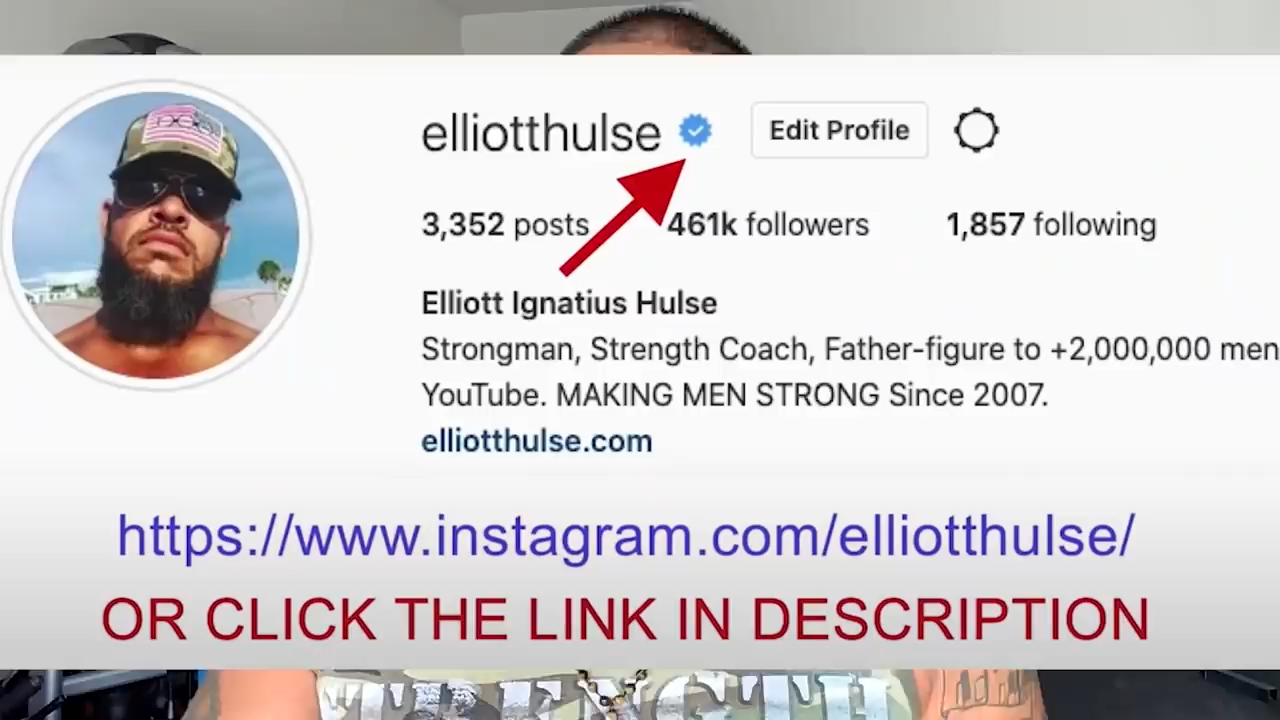 elliotthulse Edit Profile
3,352 posts 461k followers 1,857 following
Elliott Ignatius Hulse
Strongman, Strength Coach, Father-figure to +2,000,000 men
YouTube. MAKING MEN STRONG Since 2007.
elliotthulse.com
https://www.instagram.com/elliotthulse/
OR CLICK THE LINK IN DESCRIPTION
STRENGTH